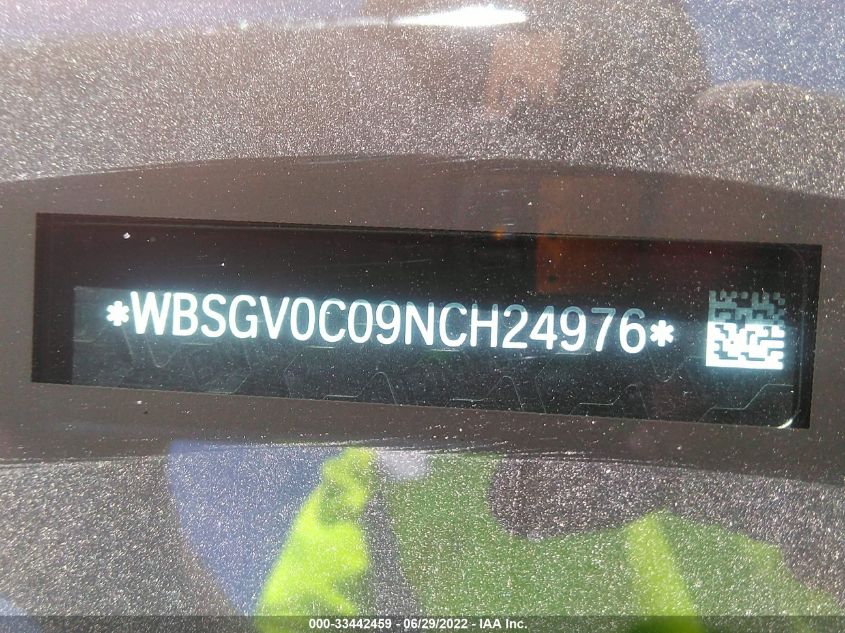 *WBSGV0C09NCH24976*
000-33442459 - 06/29/2022 - IAA Inc.